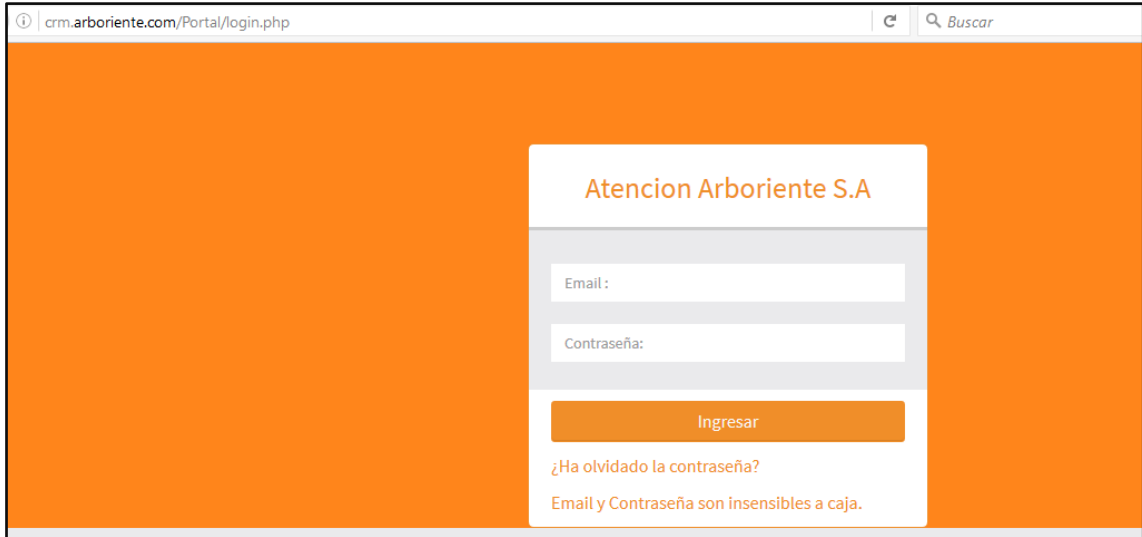 crm.arboriente.com/Portal/login.php
Buscar
Atencion Arboriente S.A
Email :
Contraseña:
Ingresar
¿Ha olvidado la contraseña?
Email y Contraseña son insensibles a caja.